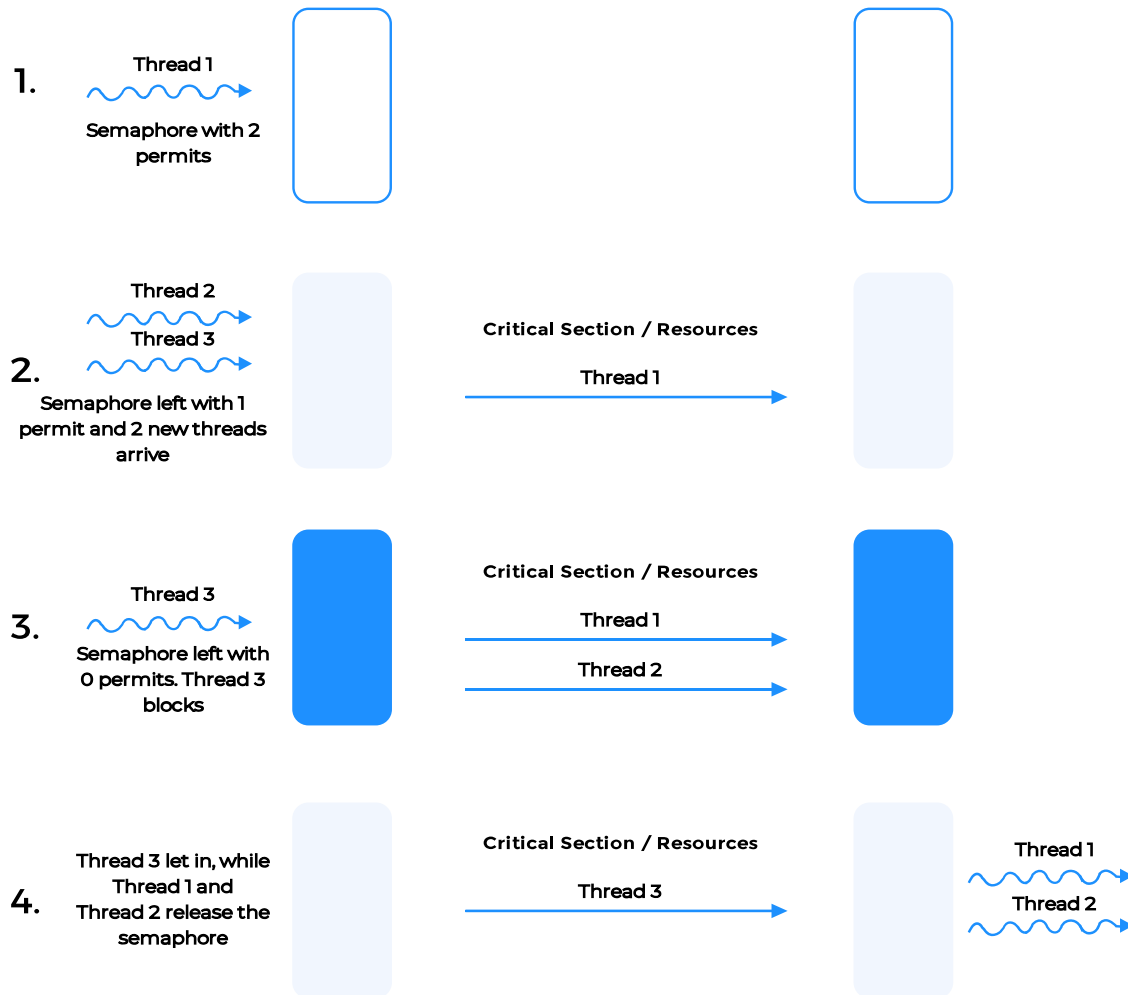 1.
Thread 1
Semaphore with 2
permits
2.
Thread 2
Thread 3
Semaphore left with 1
permit and 2 new threads
arrive
Critical Section / Resources
Thread 1
3.
Thread 3
Semaphore left with
0 permits. Thread 3
blocks
Critical Section / Resources
Thread 1
Thread 2
4.
Thread 3 let in, while
Thread 1 and
Thread 2 release the
semaphore
Critical Section / Resources
Thread 3
Thread 1
Thread 2